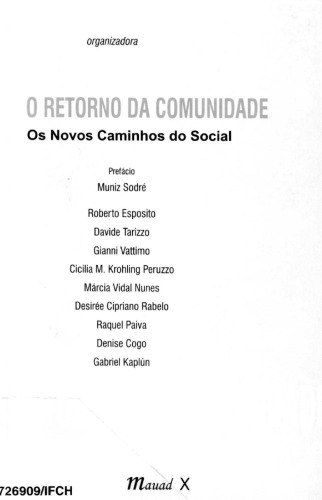 organizadora
O RETORNO DA COMUNIDADE
Os Novos Caminhos do Social
Prefácio
Muniz Sodré
Roberto Esposito
Davide Tarizzo
Gianni Vattimo
Cicilia M. Krohling Peruzzo
Márcia Vidal Nunes
Desirée Cipriano Rabelo
Raquel Paiva
Denise Cogo
Gabriel Kaplún
mauad X
726909/IFCH